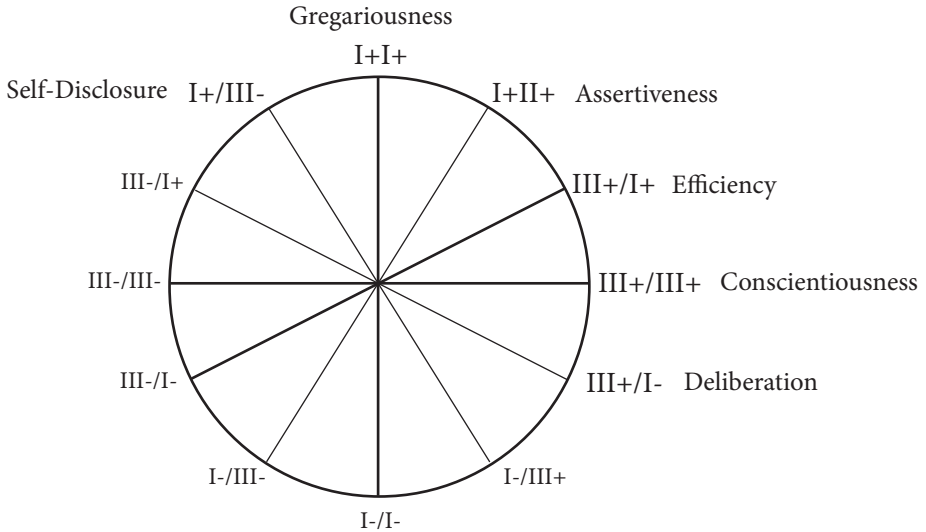 Gregariousness
I+I+
Self-Disclosure I+/III-
I+II+ Assertiveness
III-/I+
III+/I+ Efficiency
III-/III-
III+/III+ Conscientiousness
III-/I-
III+/I- Deliberation
I-/III-
I-/III+
I-/I-